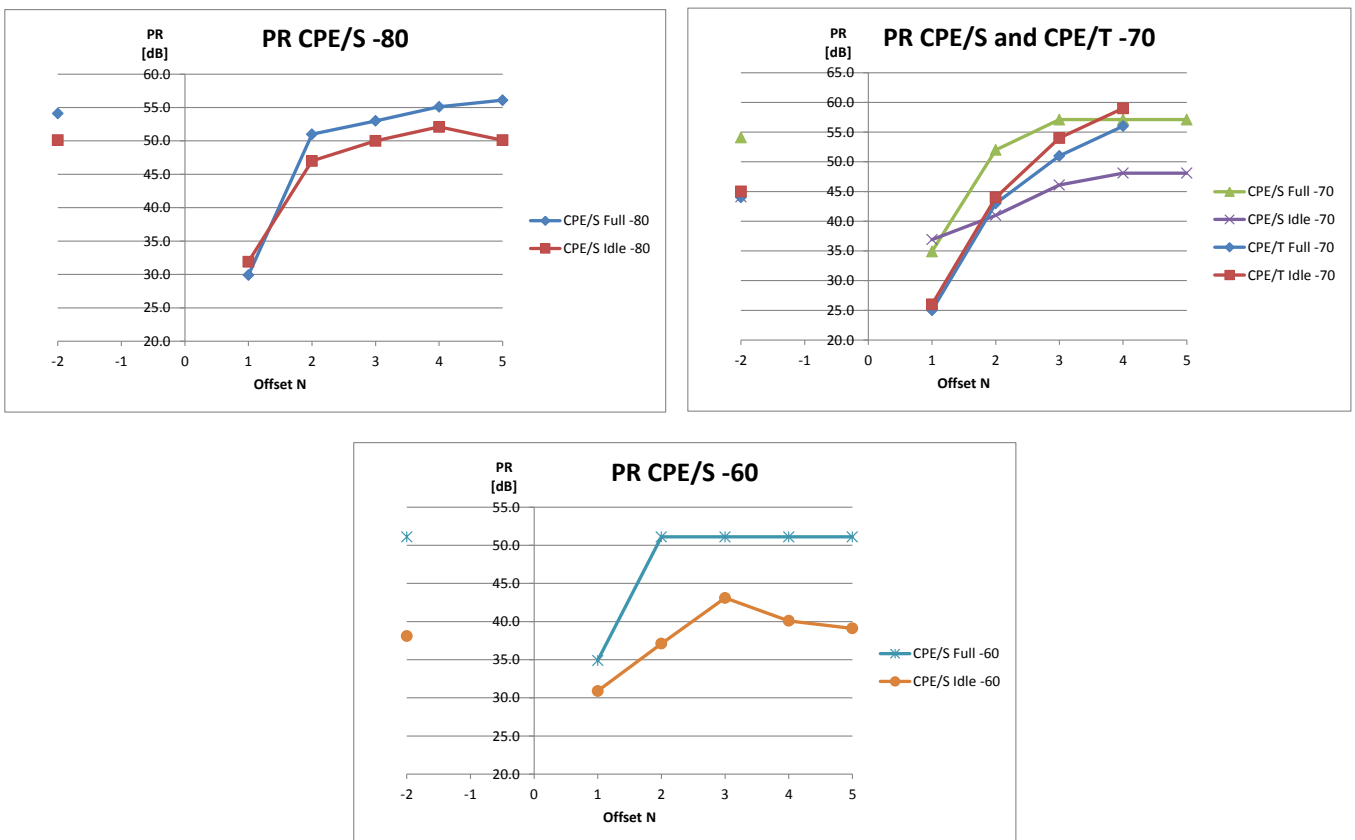 PR CPE/S -80
PR
[dB]
60.0
55.0
50.0
45.0
40.0
35.0
30.0
25.0
20.0
-2 -1 0 1 2 3 4 5
Offset N
CPE/S Full -80
CPE/S Idle -80
PR CPE/S and CPE/T -70
PR
[dB]
65.0
60.0
55.0
50.0
45.0
40.0
35.0
30.0
25.0
20.0
-2 -1 0 1 2 3 4 5
Offset N
CPE/S Full -70
CPE/S Idle -70
CPE/T Full -70
CPE/T Idle -70
PR CPE/S -60
PR
[dB]
55.0
50.0
45.0
40.0
35.0
30.0
25.0
20.0
-2 -1 0 1 2 3 4 5
Offset N
CPE/S Full -60
CPE/S Idle -60